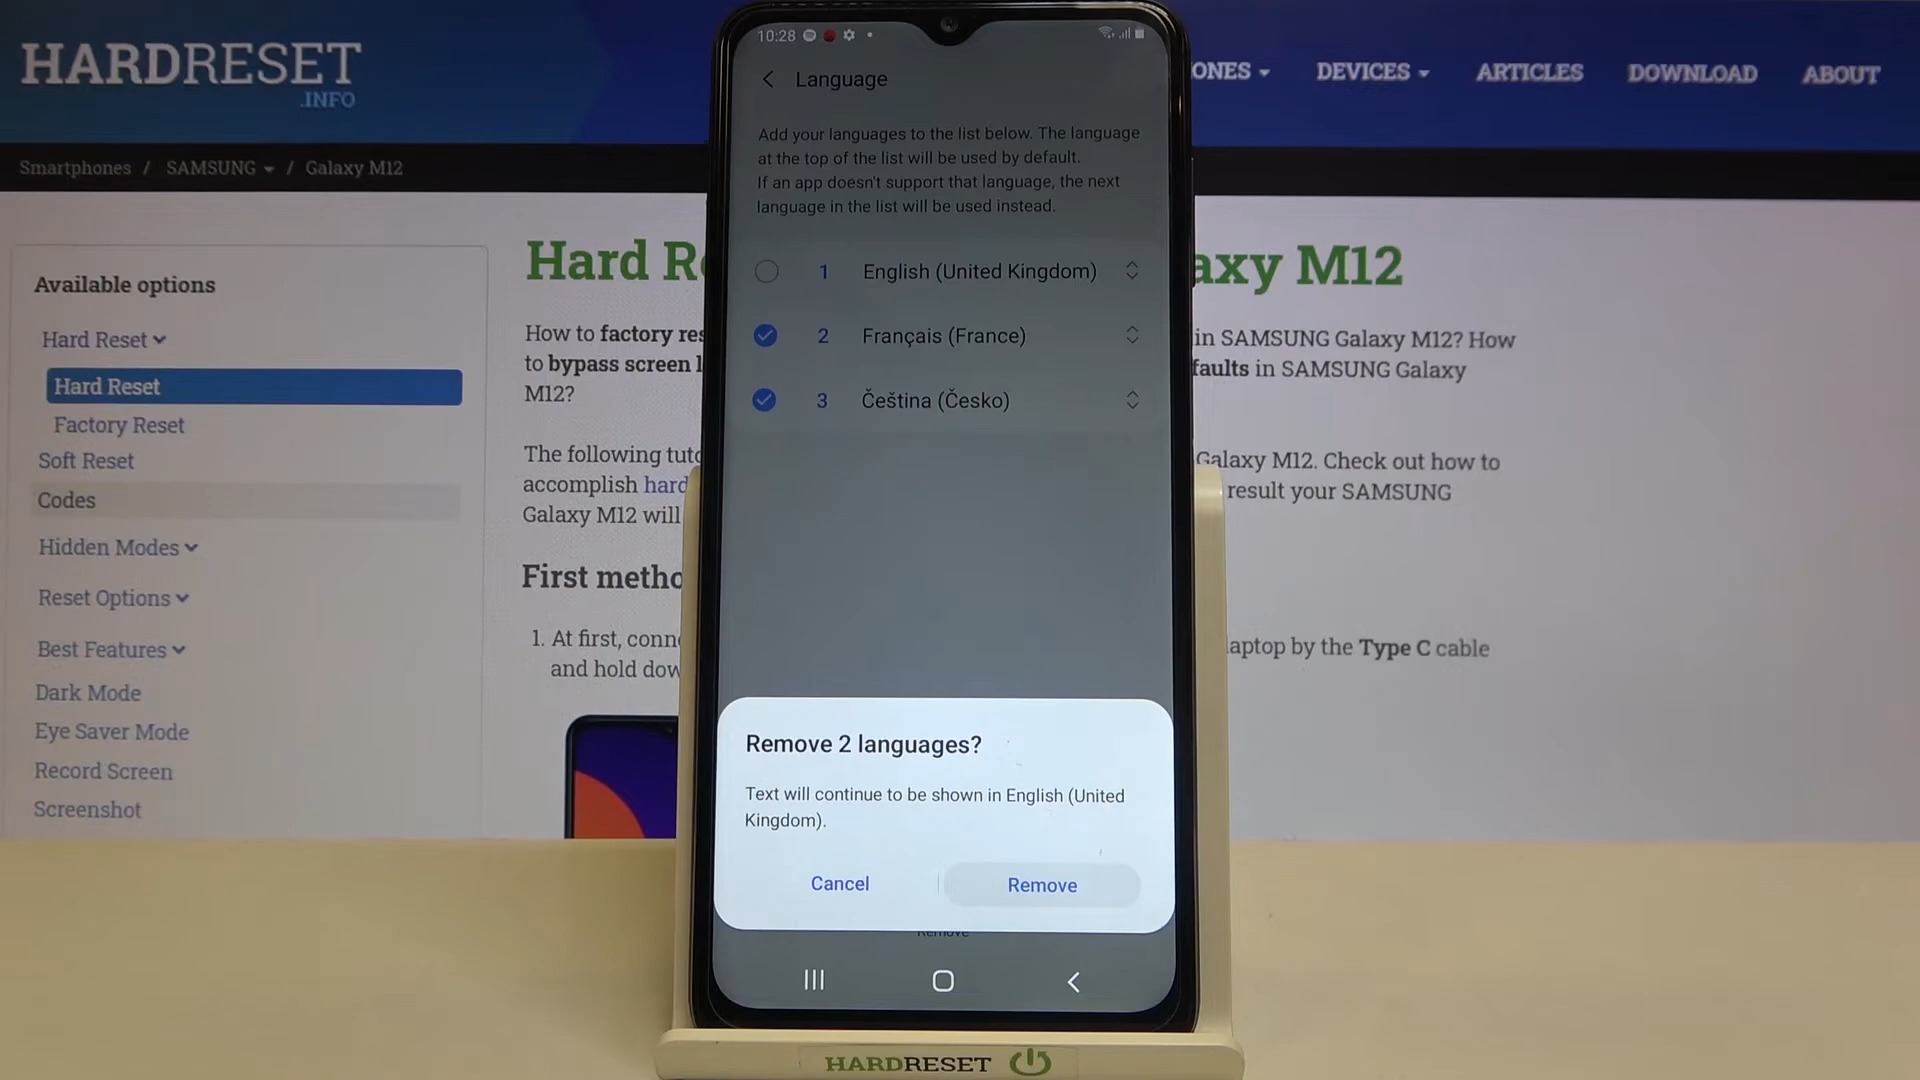 HARDRESET
.INFO
ONES
DEVICES
ARTICLES
DOWNLOAD
ABOUT
Smartphones / SAMSUNG / Galaxy M12
Available options
Hard Reset
Hard Reset
Factory Reset
Soft Reset
Codes
Hidden Modes
Reset Options
Best Features
Dark Mode
Eye Saver Mode
Record Screen
Screenshot
Hard R
axy M12
How to factory res
in SAMSUNG Galaxy M12? How
to bypass screen l
faults in SAMSUNG Galaxy
M12?
The following tuto
Galaxy M12. Check out how to
accomplish hard
result your SAMSUNG
Galaxy M12 will
First metho
1. At first, conn
aptop by the Type C cable
and hold dow
10:28
Language
Add your languages to the list below. The language
at the top of the list will be used by default.
If an app doesn't support that language, the next
language in the list will be used instead.
1 English (United Kingdom)
2 Français (France)
3 Čeština (Česko)
Remove 2 languages?
Text will continue to be shown in English (United
Kingdom).
Cancel
Remove
Remove
HARDRESET